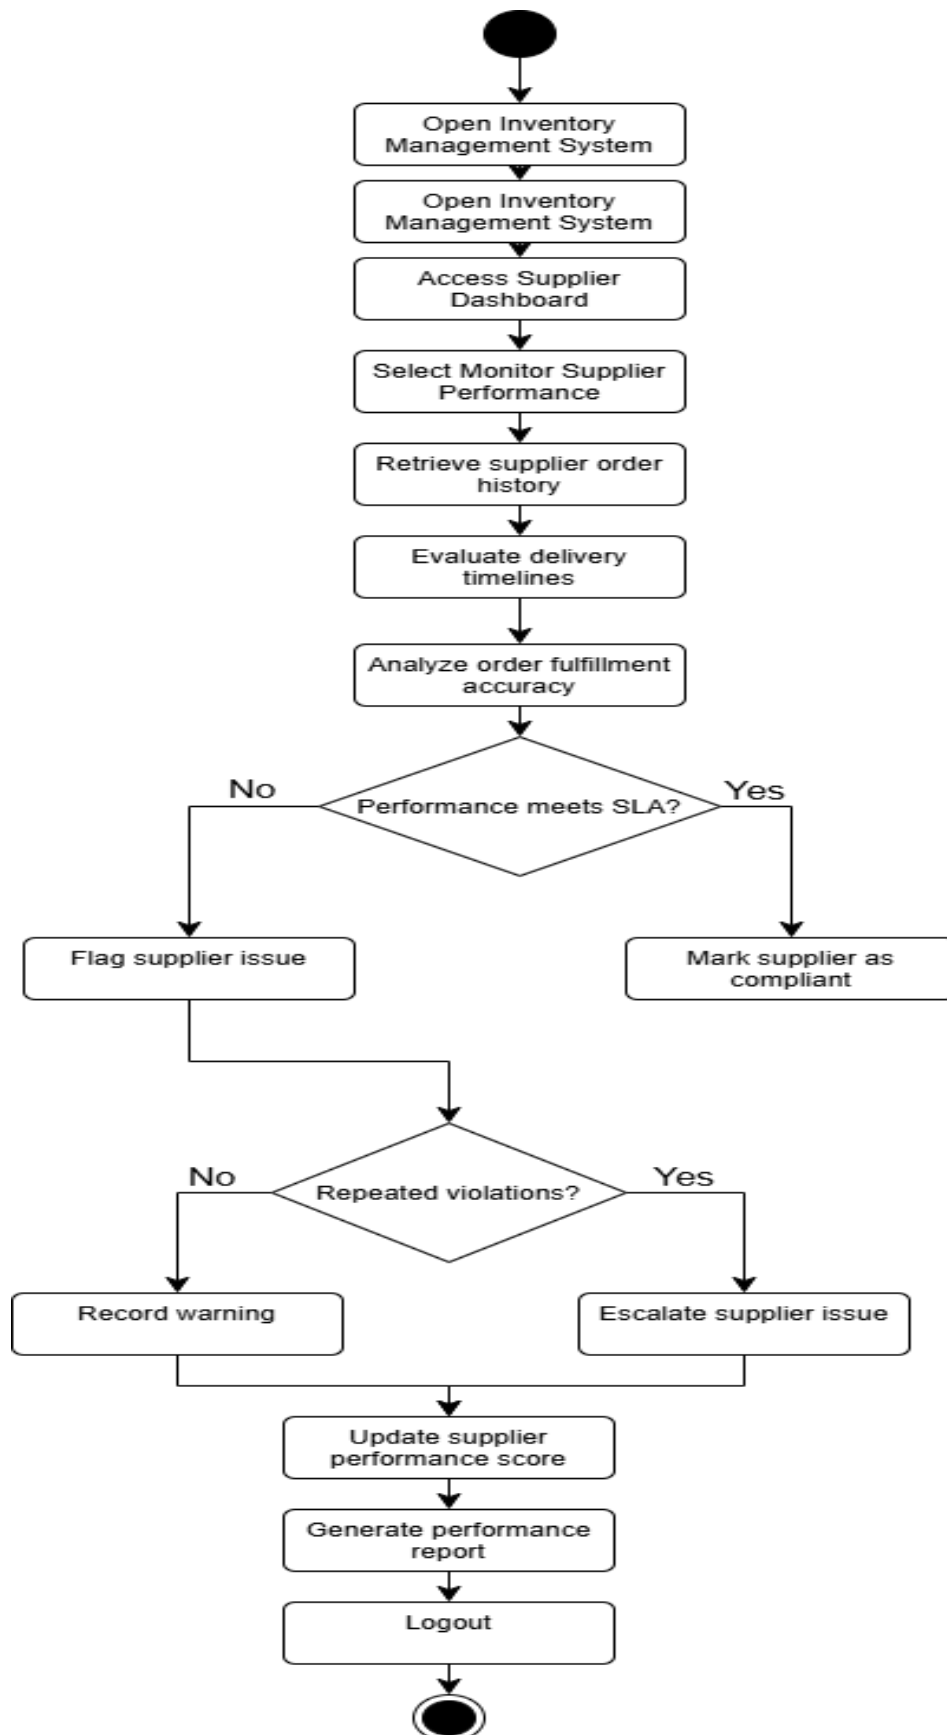 Open Inventory
Management System
Open Inventory
Management System
Access Supplier
Dashboard
Select Monitor Supplier
Performance
Retrieve supplier order
history
Evaluate delivery
timelines
Analyze order fulfillment
accuracy
No
Performance meets SLA?
Yes
Flag supplier issue
Mark supplier as
compliant
No
Repeated violations?
Yes
Record warning
Escalate supplier issue
Update supplier
performance score
Generate performance
report
Logout